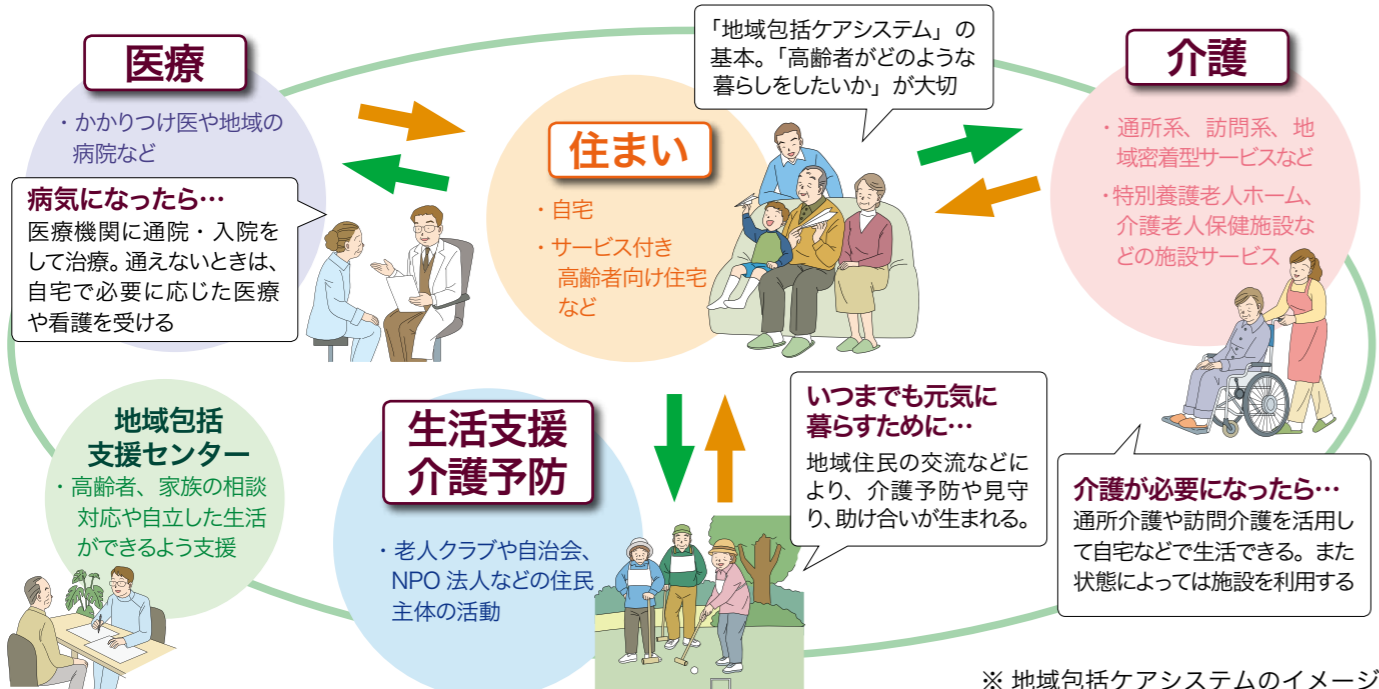 医療
・かかりつけ医や地域の
病院など
病気になったら…
医療機関に通院・入院を
して治療。通えないときは、
自宅で必要に応じた医療
や看護を受ける
「地域包括ケアシステム」の
基本。「高齢者がどのような
暮らしをしたいか」が大切
住まい
・自宅
・サービス付き
高齢者向け住宅
など
介護
・通所系、訪問系、地
域密着型サービスなど
・特別養護老人ホーム、
介護老人保健施設な
どの施設サービス
介護が必要になったら…
通所介護や訪問介護を活用し
て自宅などで生活できる。また
状態によっては施設を利用する
地域包括
支援センター
・高齢者、家族の相談
対応や自立した生活
ができるよう支援
生活支援
介護予防
・老人クラブや自治会、
NPO 法人などの住民
主体の活動
いつまでも元気に
暮らすために…
地域住民の交流などに
より、介護予防や見守
り、助け合いが生まれる。
※ 地域包括ケアシステムのイメージ